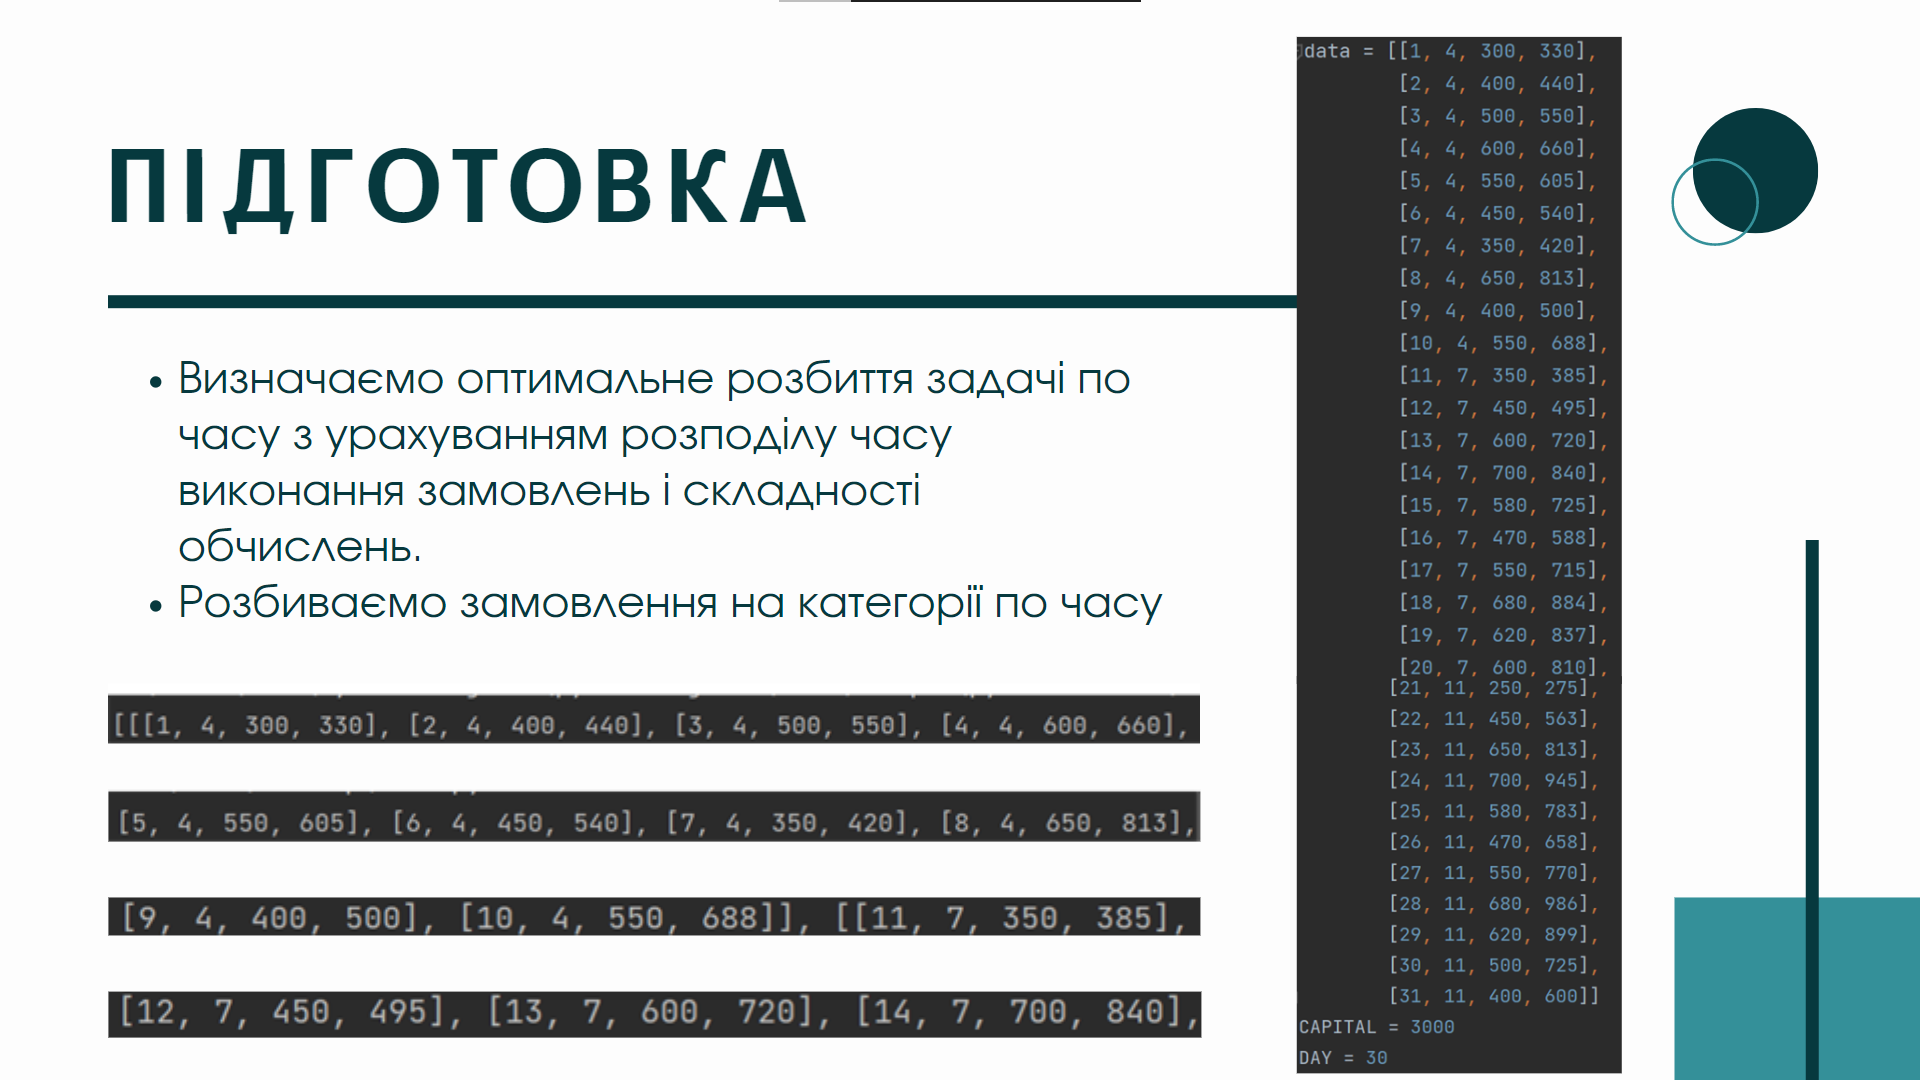 ПІДГОТОВКА
• Визначаємо оптимальне розбиття задачі по
часу з урахуванням розподілу часу
виконання замовлень і складності
обчислень.
• Розбиваємо замовлення на категорії по часу
[[[1, 4, 300, 330], [2, 4, 400, 440], [3, 4, 500, 550], [4, 4, 600, 660],
[5, 4, 550, 605], [6, 4, 450, 540], [7, 4, 350, 420], [8, 4, 650, 813],
[9, 4, 400, 500], [10, 4, 550, 688]], [[11, 7, 350, 385],
[12, 7, 450, 495], [13, 7, 600, 720], [14, 7, 700, 840],
data = [[1, 4, 300, 330],
[2, 4, 400, 440],
[3, 4, 500, 550],
[4, 4, 600, 660],
[5, 4, 550, 605],
[6, 4, 450, 540],
[7, 4, 350, 420],
[8, 4, 650, 813],
[9, 4, 400, 500],
[10, 4, 550, 688],
[11, 7, 350, 385],
[12, 7, 450, 495],
[13, 7, 600, 720],
[14, 7, 700, 840],
[15, 7, 580, 725],
[16, 7, 470, 588],
[17, 7, 550, 715],
[18, 7, 680, 884],
[19, 7, 620, 837],
[20, 7, 600, 810],
[21, 11, 250, 275],
[22, 11, 450, 563],
[23, 11, 650, 813],
[24, 11, 700, 945],
[25, 11, 580, 783],
[26, 11, 470, 658],
[27, 11, 550, 770],
[28, 11, 680, 986],
[29, 11, 620, 899],
[30, 11, 500, 725],
[31, 11, 400, 600]]
CAPITAL = 3000
DAY = 30